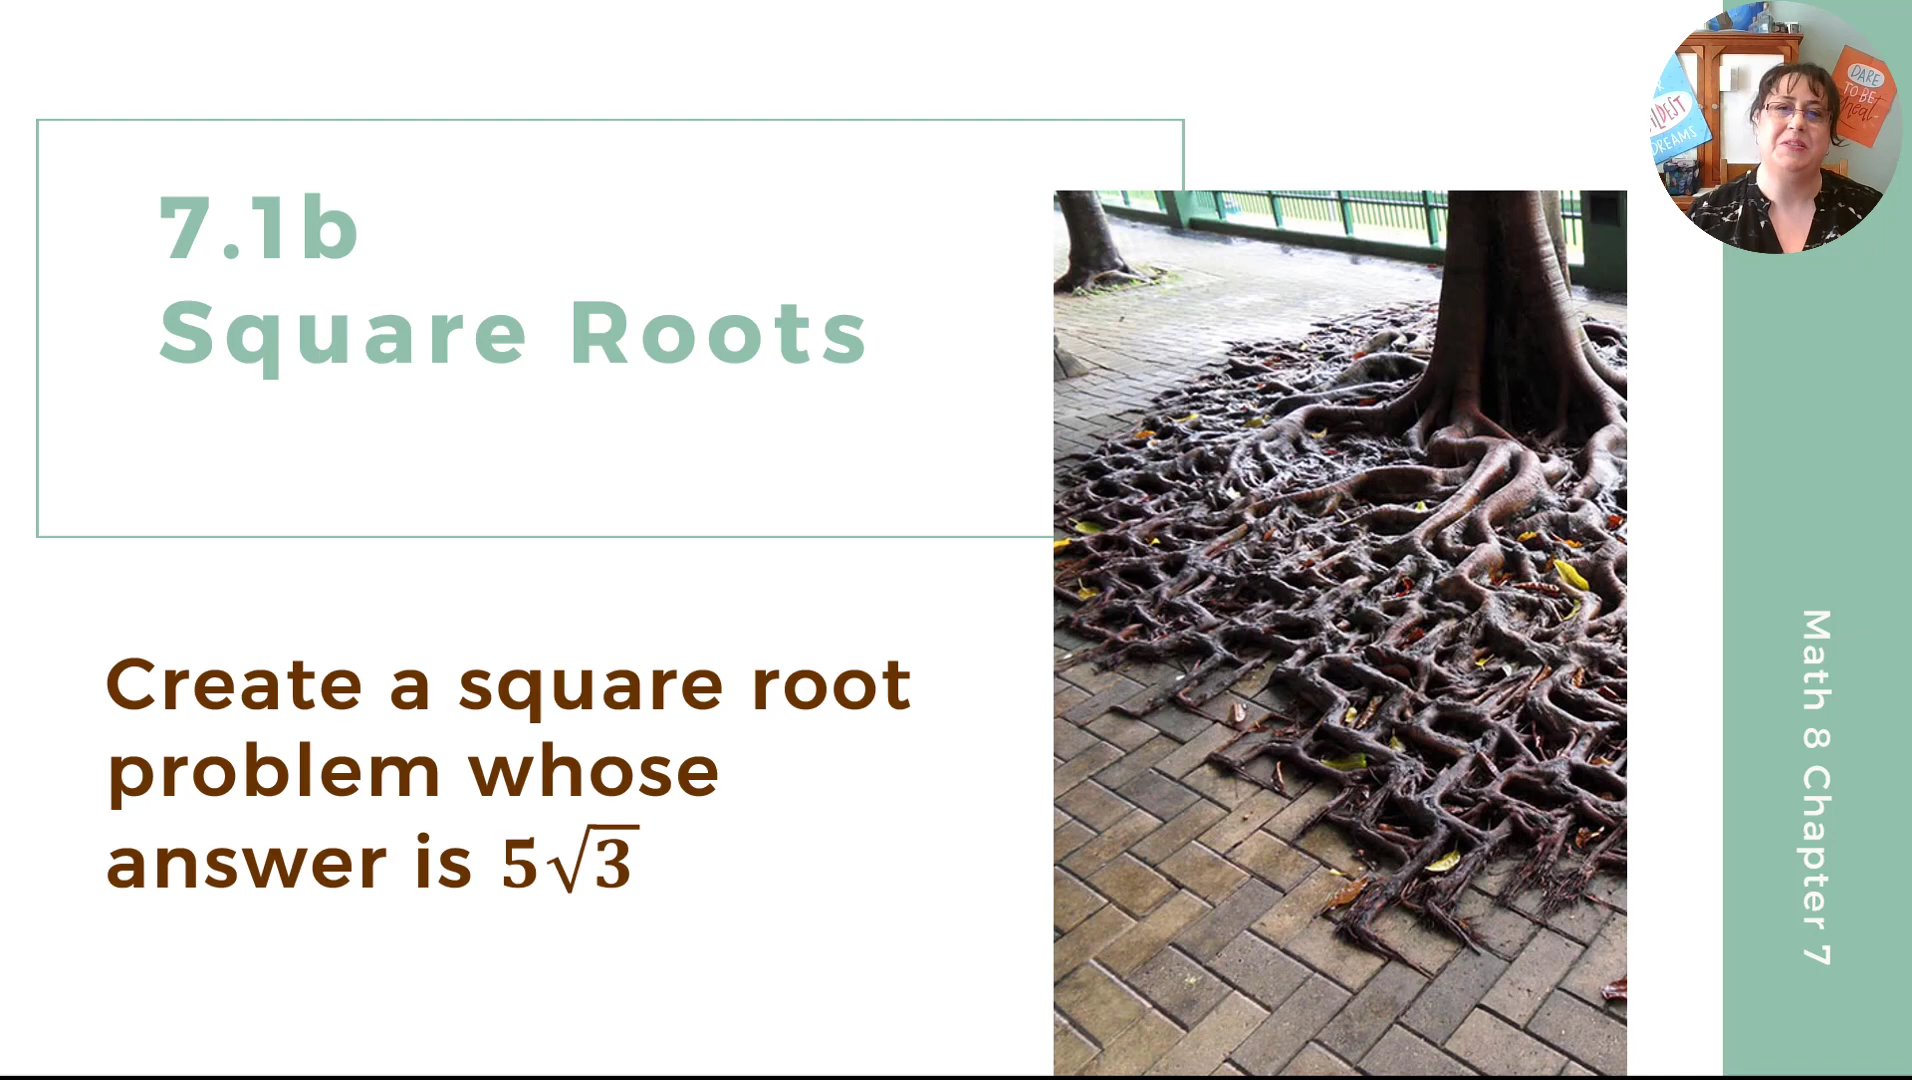 7.1b
Square Roots
Create a square root
problem whose
answer is 5√3
Math 8 Chapter 7
DREAMS
DARE
TO BE